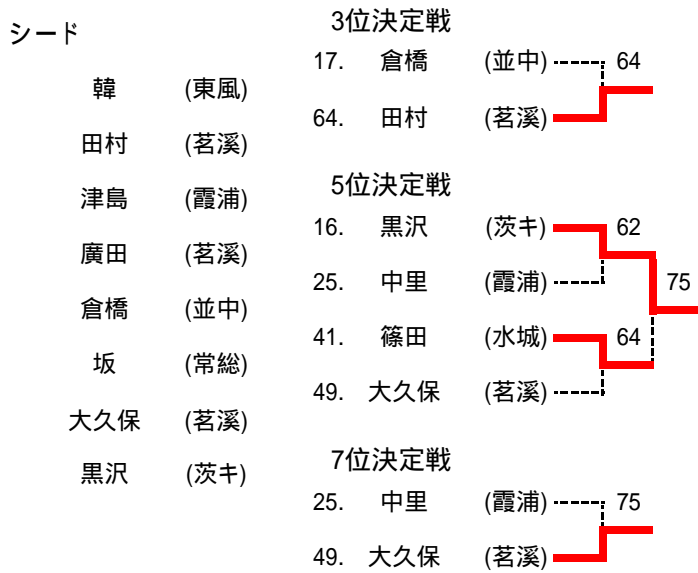 シード
韓 (東風)
田村 (茗溪)
津島 (霞浦)
廣田 (茗溪)
倉橋 (並中)
坂 (常総)
大久保 (茗溪)
黒沢 (茨キ)
3位決定戦
17. 倉橋 (並中) 64
64. 田村 (茗溪)
5位決定戦
16. 黒沢 (茨キ) 62
25. 中里 (霞浦) 75
41. 篠田 (水城) 64
49. 大久保 (茗溪)
7位決定戦
25. 中里 (霞浦) 75
49. 大久保 (茗溪)